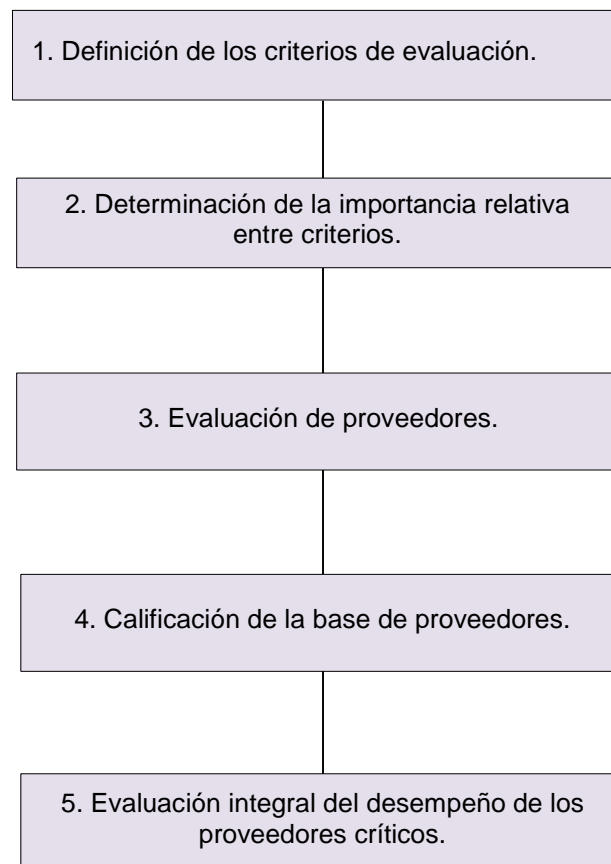 1. Definición de los criterios de evaluación.
2. Determinación de la importancia relativa
entre criterios.
3. Evaluación de proveedores.
4. Calificación de la base de proveedores.
5. Evaluación integral del desempeño de los
proveedores críticos.